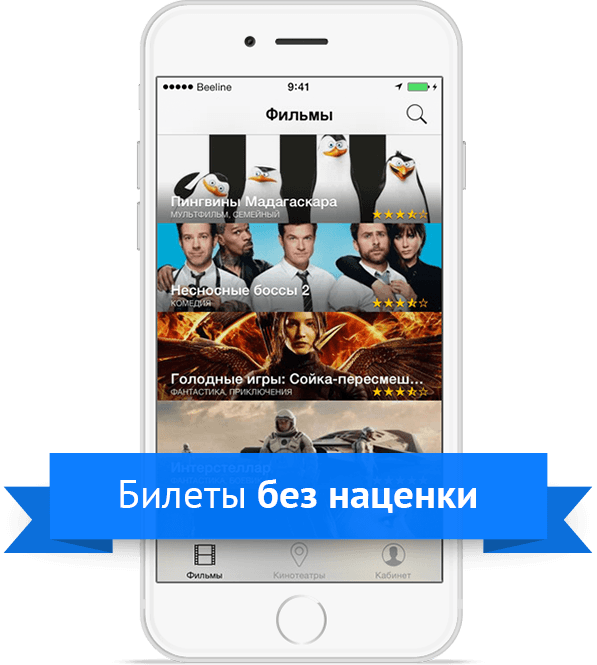 Beeline
9:41
Фильмы
Пингвины Мадагаскара
МУЛЬТФИЛЬМ, СЕМЕЙНЫЙ
Несносные боссы 2
КОМЕДИЯ
Голодные игры: Сойка-пересмеш...
ФАНТАСТИКА, ПРИКЛЮЧЕНИЯ
Интерстеллар
Билеты без наценки
Фильмы
Кинотеатры
Кабинет